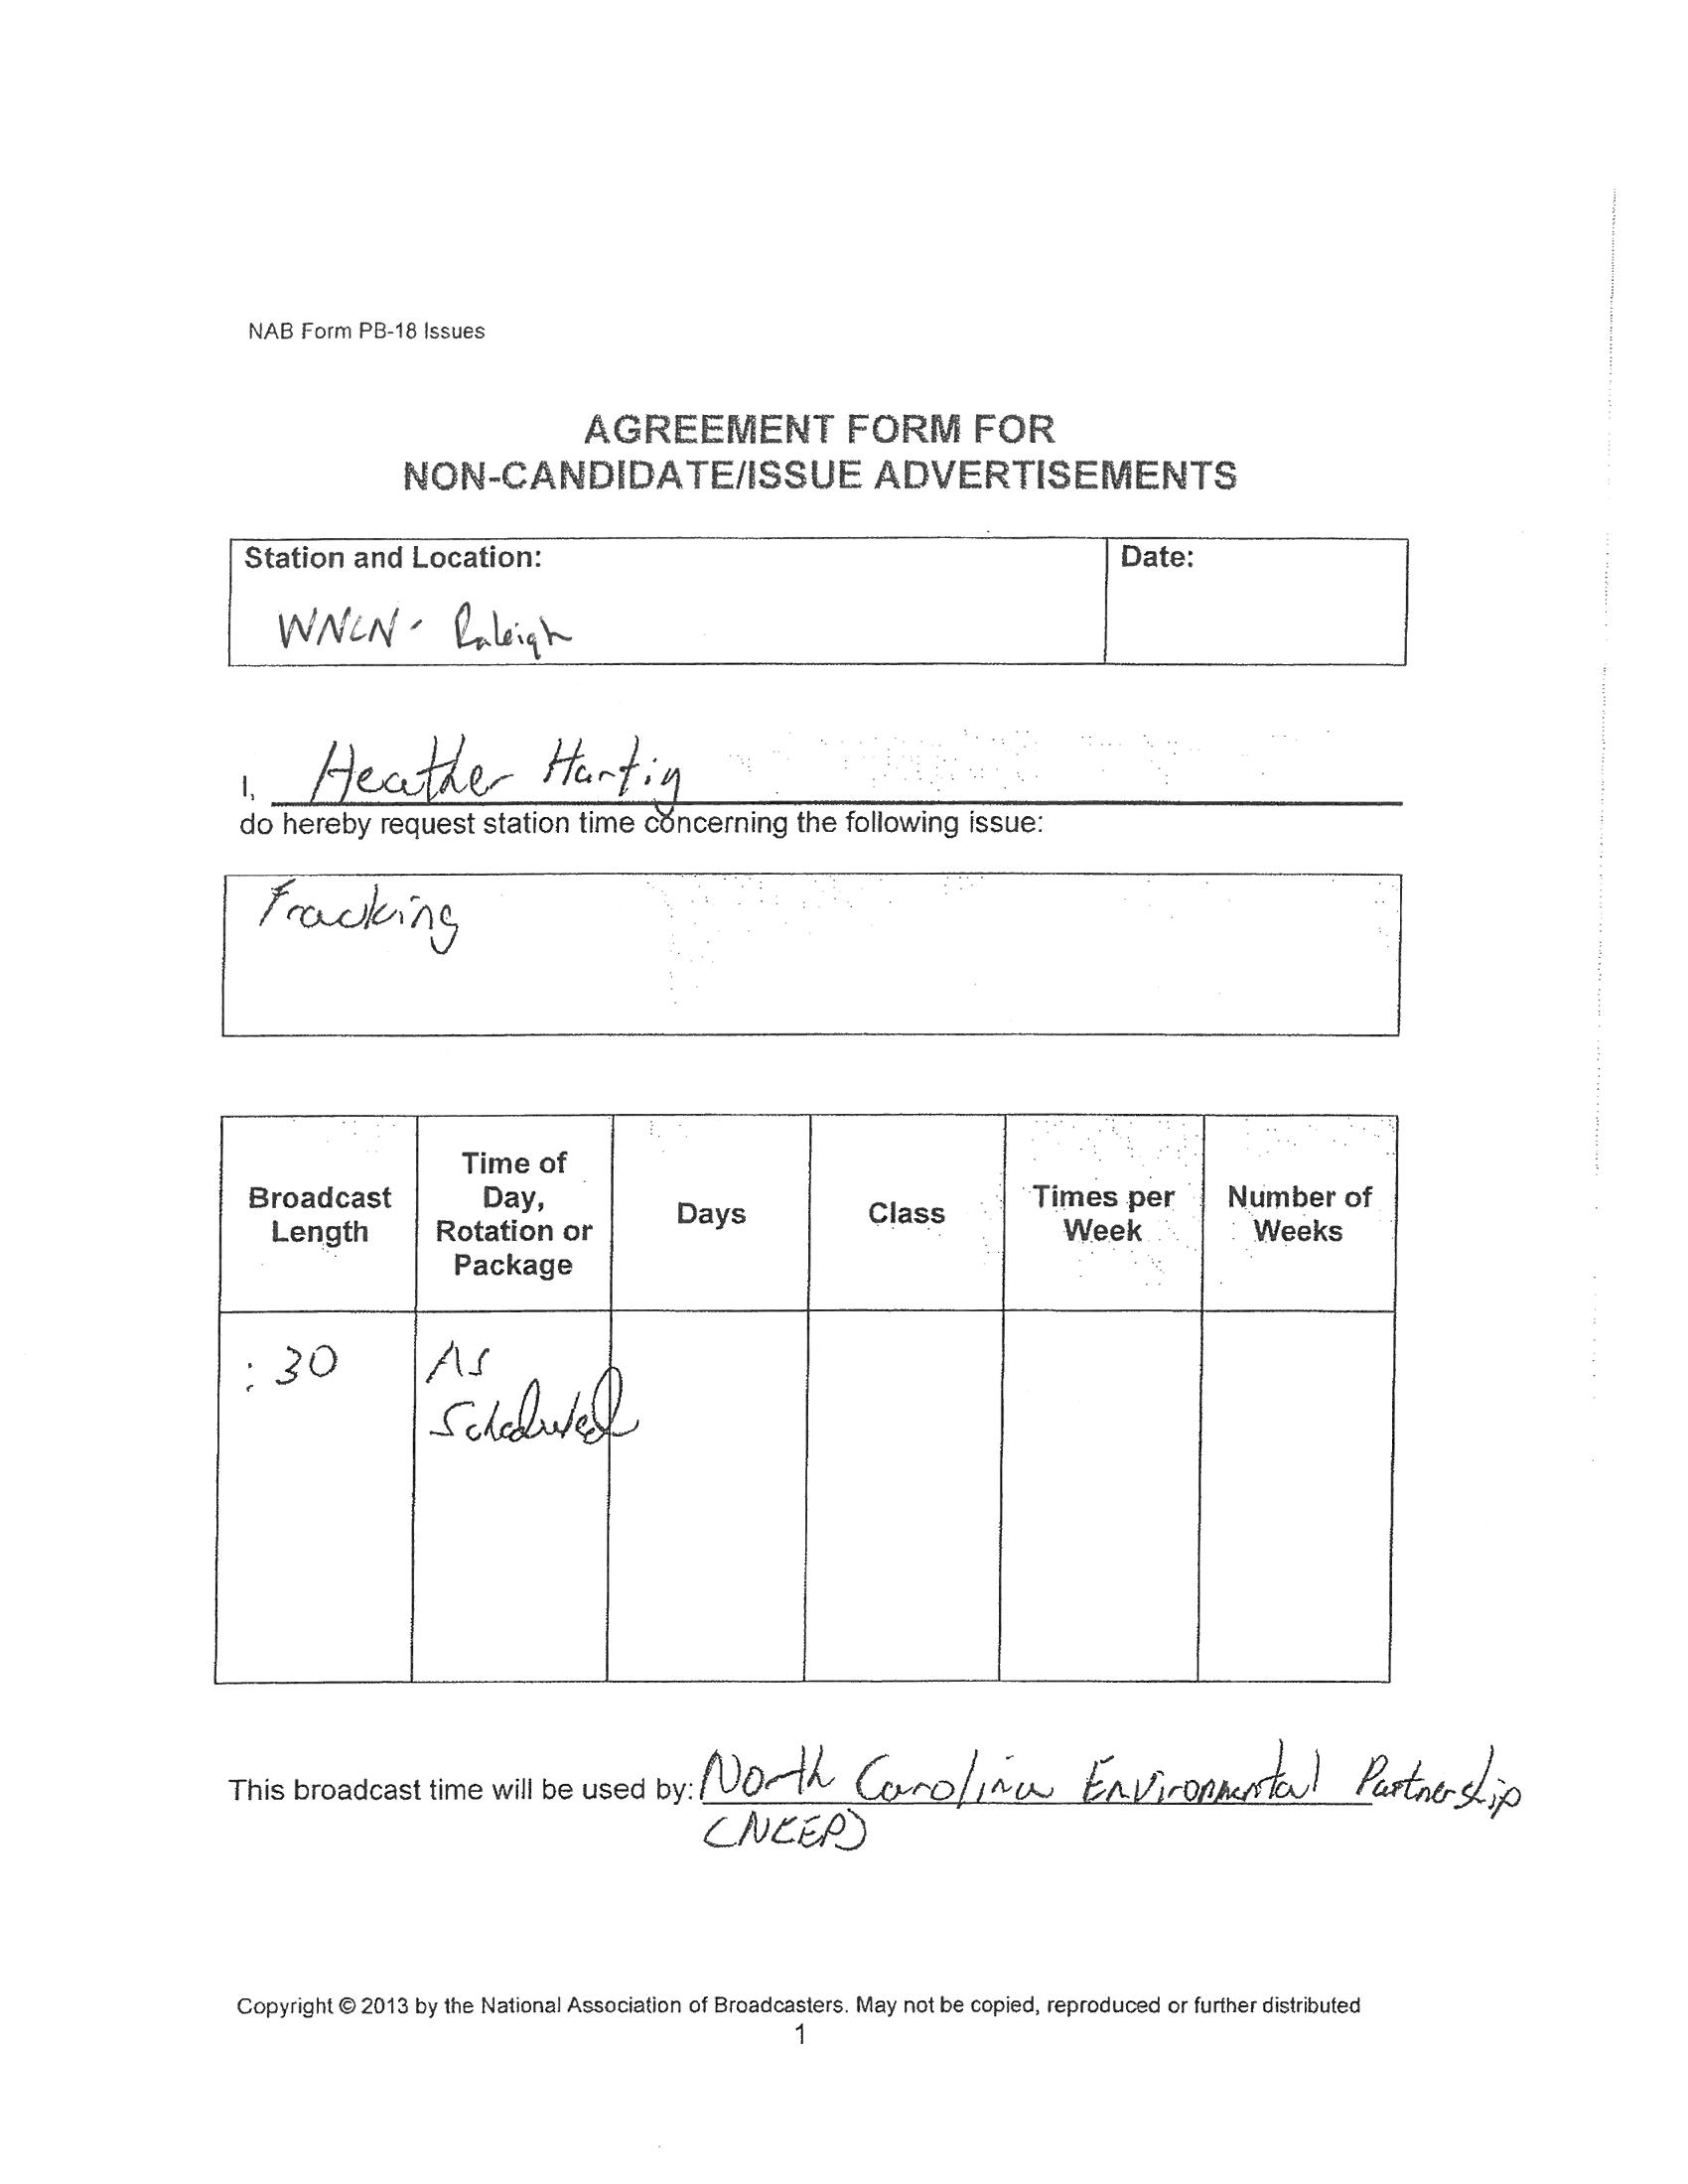 NAB Form PB-18 Issues
AGREEMENT FORM FOR
NON-CANDIDATE/ISSUE ADVERTISEMENTS
Station and Location:
Date:
WNCN - Raleigh
I, Heather Hartig
do hereby request station time concerning the following issue:
Fracking
Broadcast Length
Time of Day, Rotation or Package
Days
Class
Times per Week
Number of Weeks
:30
As
Scheduled
This broadcast time will be used by: North Carolina Environmental Partnership
(NCEP)
Copyright © 2013 by the National Association of Broadcasters. May not be copied, reproduced or further distributed
1